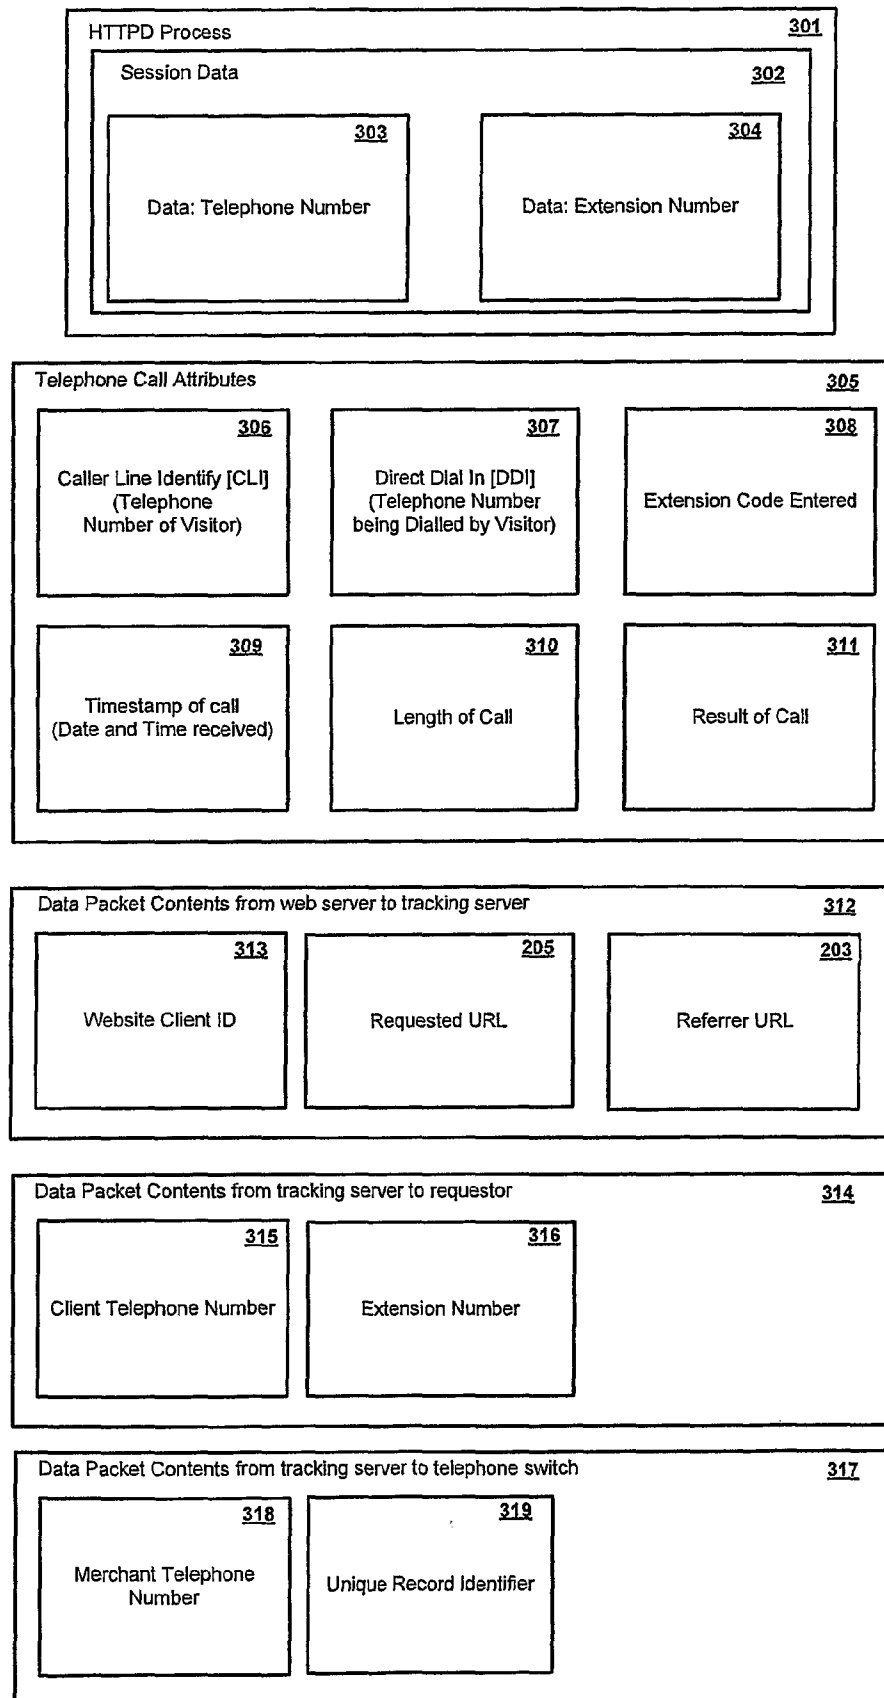 HTTPD Process 301
Session Data 302
303
304
Data: Telephone Number
Data: Extension Number
Telephone Call Attributes 305
306
Caller Line Identify [CLI]
(Telephone
Number of Visitor)
307
Direct Dial In [DDI]
(Telephone Number
being Dialled by Visitor)
308
Extension Code Entered
309
Timestamp of call
(Date and Time received)
310
Length of Call
311
Result of Call
Data Packet Contents from web server to tracking server 312
313
Website Client ID
205
Requested URL
203
Referrer URL
Data Packet Contents from tracking server to requestor 314
315
Client Telephone Number
316
Extension Number
Data Packet Contents from tracking server to telephone switch 317
318
Merchant Telephone
Number
319
Unique Record Identifier